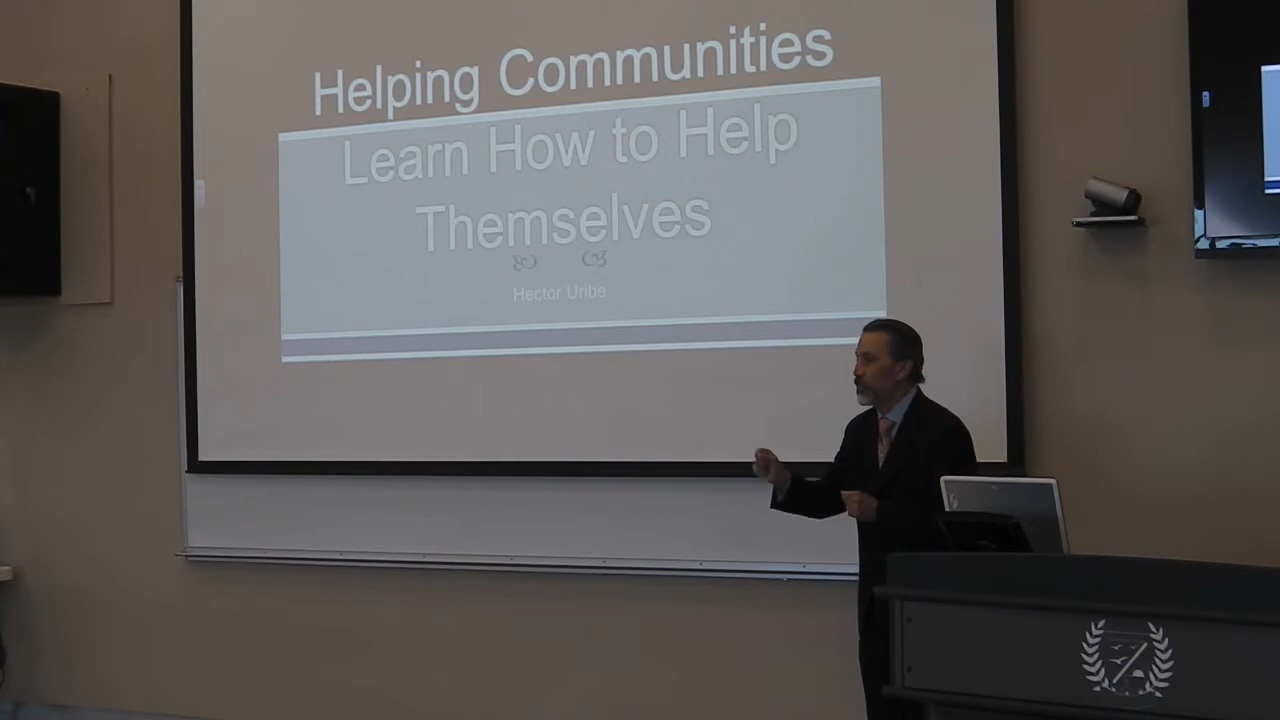 Helping Communities
Learn How to Help
Themselves
Hector Uribe